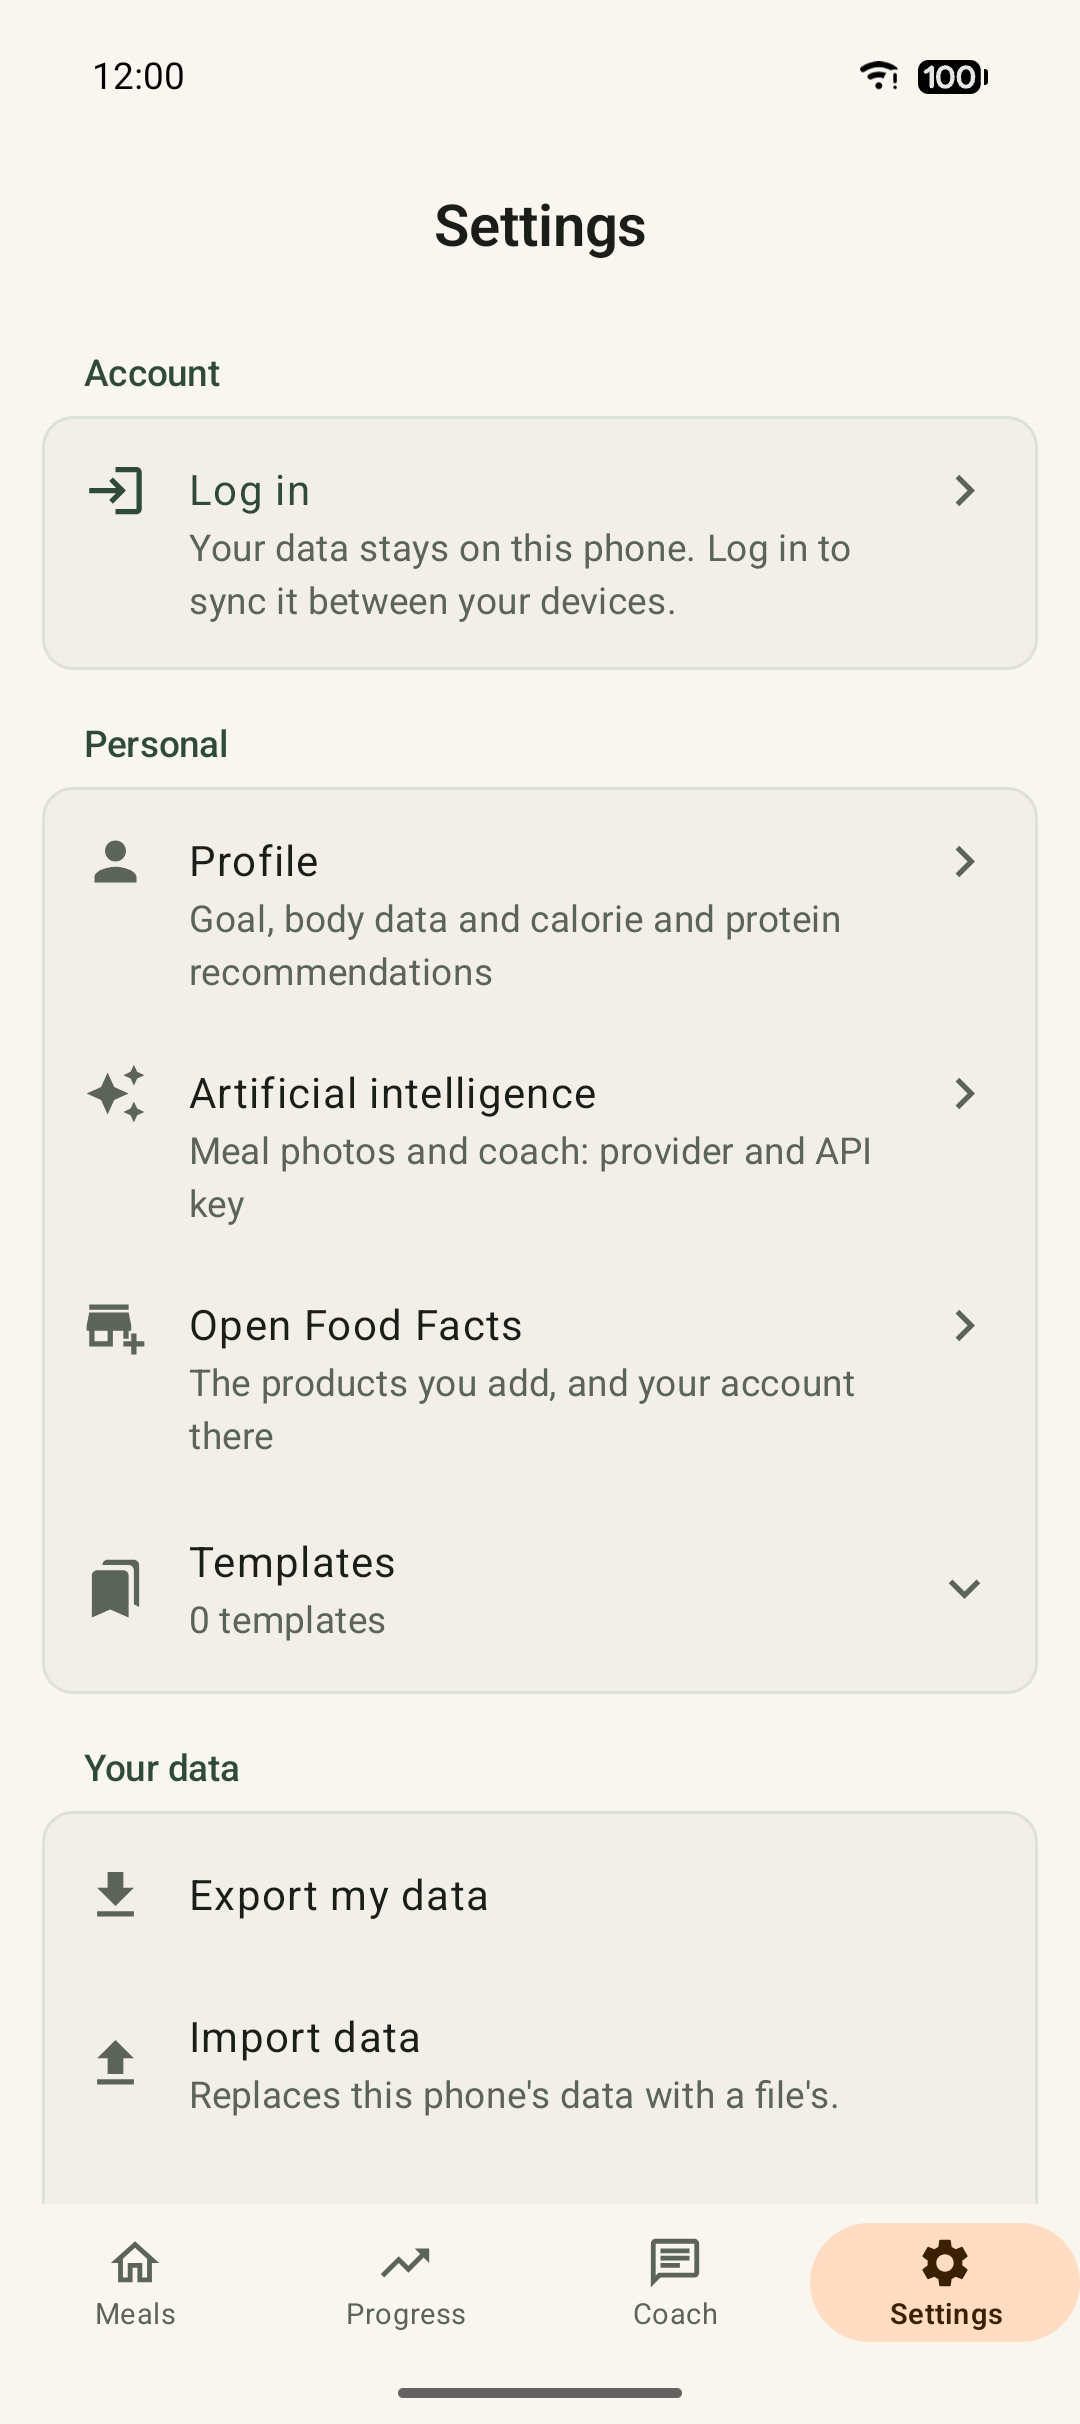 12:00
100
Settings
Account
Log in
Your data stays on this phone. Log in to
sync it between your devices.
Personal
Profile
Goal, body data and calorie and protein
recommendations
Artificial intelligence
Meal photos and coach: provider and API
key
Open Food Facts
The products you add, and your account
there
Templates
0 templates
Your data
Export my data
Import data
Replaces this phone's data with a file's.
Meals
Progress
Coach
Settings